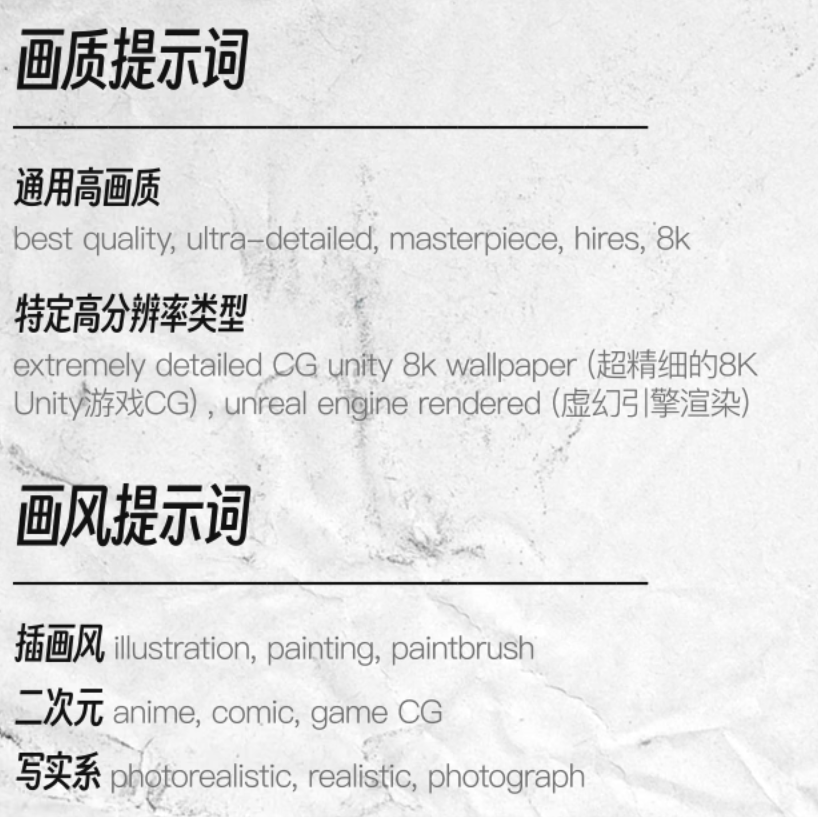 画质提示词
通用高画质
best quality, ultra-detailed, masterpiece, hires, 8k
特定高分辨率类型
extremely detailed CG unity 8k wallpaper (超精细的8K
Unity游戏CG) , unreal engine rendered (虚幻引擎渲染)
画风提示词
插画风 illustration, painting, paintbrush
二次元 anime, comic, game CG
写实系 photorealistic, realistic, photograph